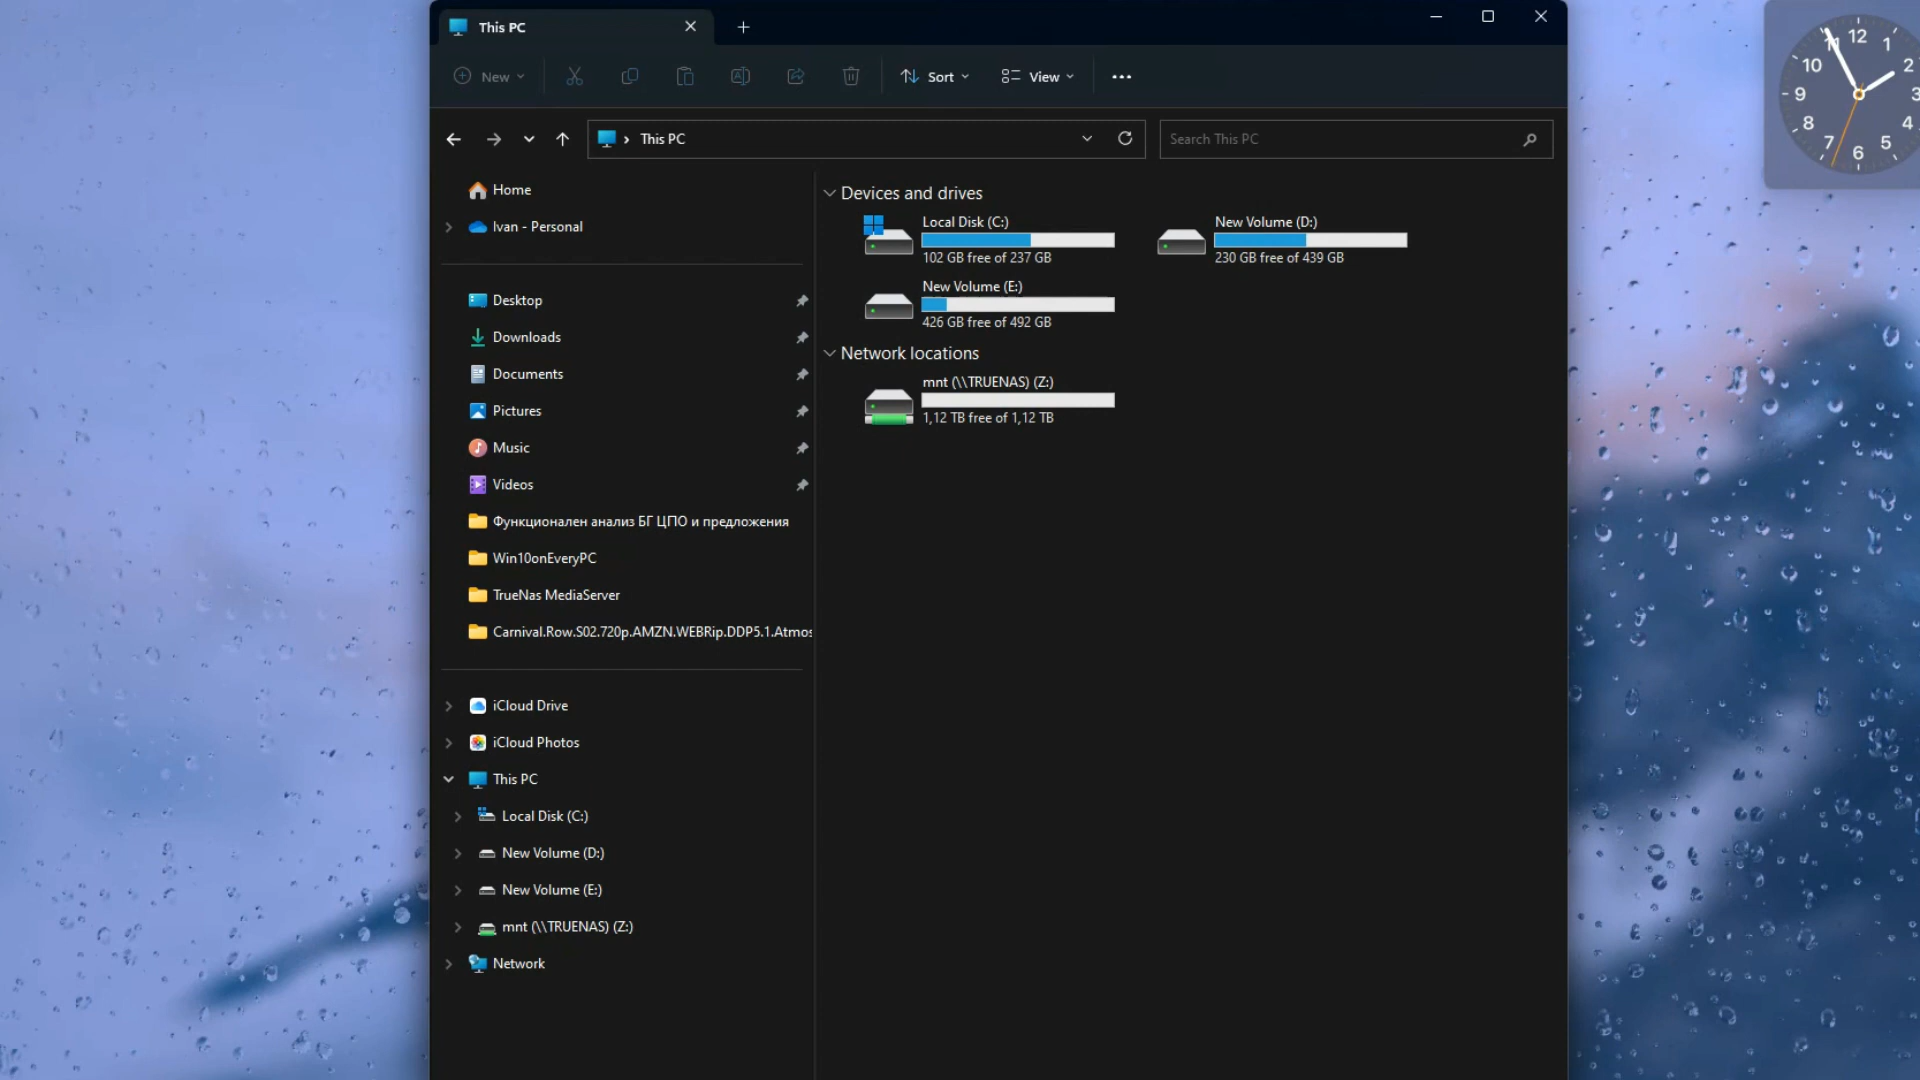 This PC
New
Sort
View
This PC
Search This PC
Home
Ivan - Personal
Desktop
Downloads
Documents
Pictures
Music
Videos
Функционален анализ БГ ЦПО и предложения
Win10onEveryPC
TrueNas MediaServer
Carnival.Row.S02.720p.AMZN.WEBRip.DDP5.1.Atmos
iCloud Drive
iCloud Photos
This PC
Local Disk (C:)
New Volume (D:)
New Volume (E:)
mnt (\\TRUENAS) (Z:)
Network
Devices and drives
Local Disk (C:)
102 GB free of 237 GB
New Volume (D:)
230 GB free of 439 GB
New Volume (E:)
426 GB free of 492 GB
Network locations
mnt (\\TRUENAS) (Z:)
1,12 TB free of 1,12 TB
12
1
2
3
4
5
6
7
8
9
10
11